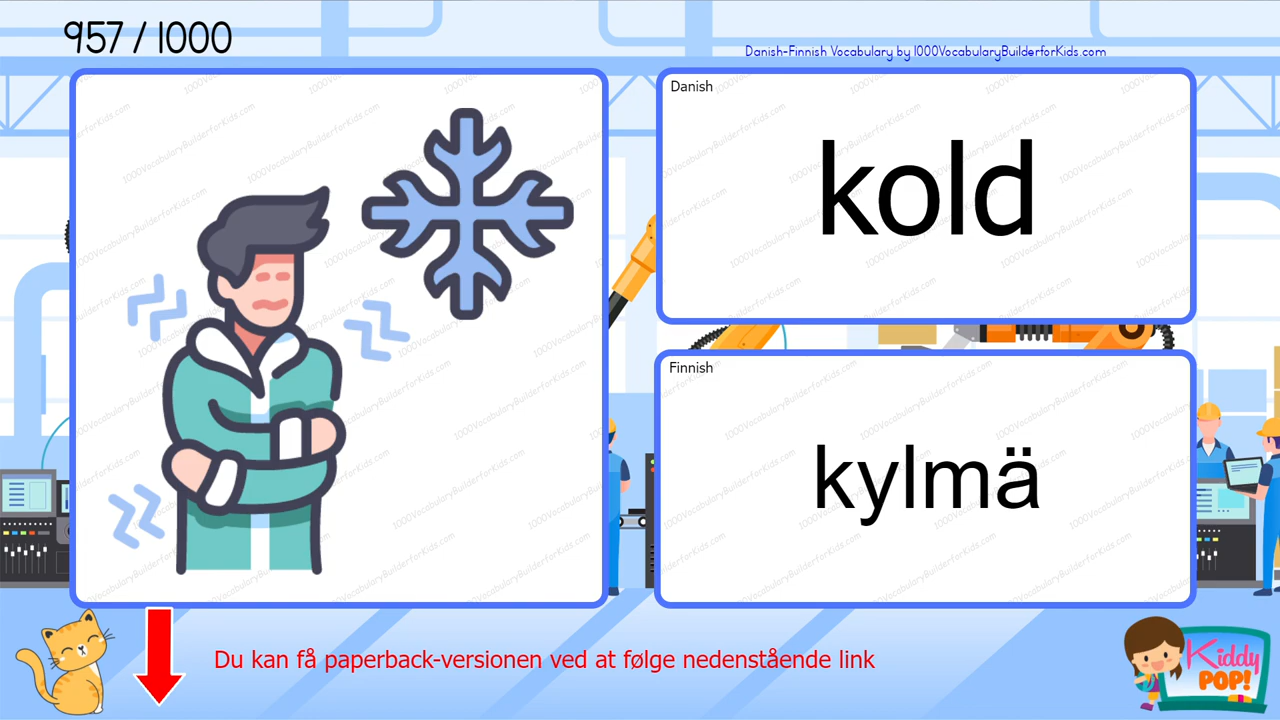 957 / 1000
Danish-Finnish Vocabulary by 1000VocabularyBuilderforKids.com
Danish
kold
Finnish
kylmä
Du kan få paperback-versionen ved at følge nedenstående link
Kiddy
POP!